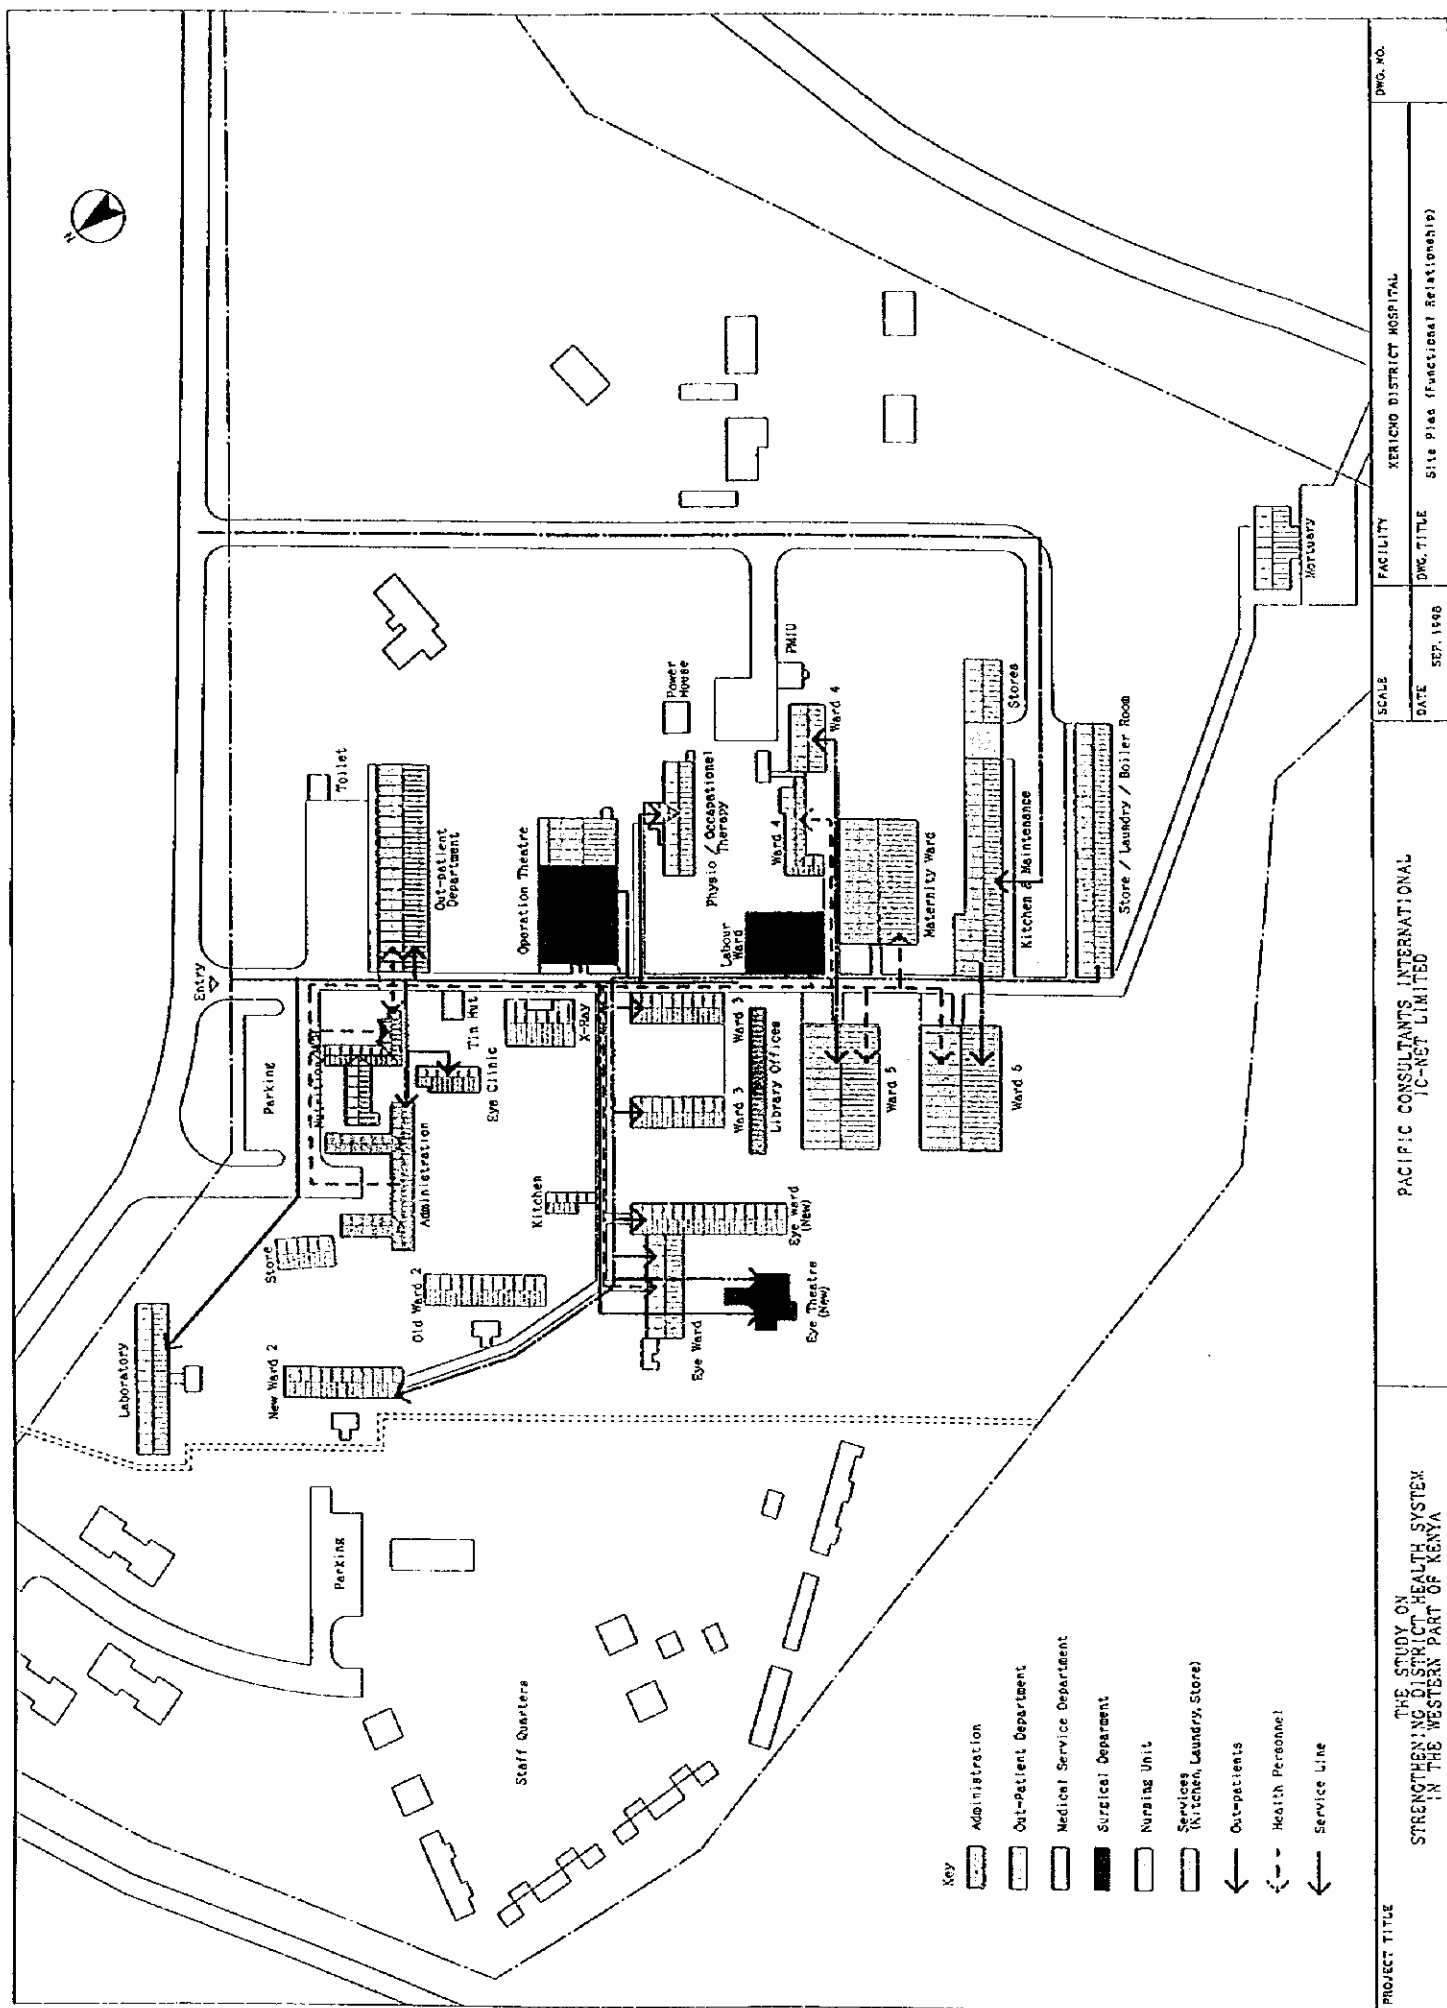 N
Entry
Parking
Toilet
Out-patient
Department
Nutrition
Tin Hut
Eye Clinic
Administration
Store
Laboratory
New Ward 2
Old Ward 2
Kitchen
X-Ray
Operation Theatre
Power
House
Physio / Occapational
Therapy
PMIU
Ward 4
Ward 4
Labour
Ward
Maternity Ward
Ward 3
Ward 3
Library Offices
Eye ward
(New)
Eye Ward
Eye Theatre
(New)
Ward 5
Ward 6
Stores
Kitchen & Maintenance
Store / Laundry / Boiler Room
Mortuary
Parking
Staff Quarters
Key
Administration
Out-Patient Department
Medical Service Department
Surgical Deparment
Nursing Unit
Services
(Kitchen, Laundry, Store)
Out-patients
Health Personnel
Service Line
PROJECT TITLE
THE STUDY ON
STRENGTHENING DISTRICT HEALTH SYSTEM
IN THE WESTERN PART OF KENYA
PACIFIC CONSULTANTS INTERNATIONAL
IC-NET LIMITED
SCALE
DATE
SEP. 1998
FACILITY
KERICHO DISTRICT HOSPITAL
DWG. TITLE
Site Plan (Functional Relationship)
DWG. NO.